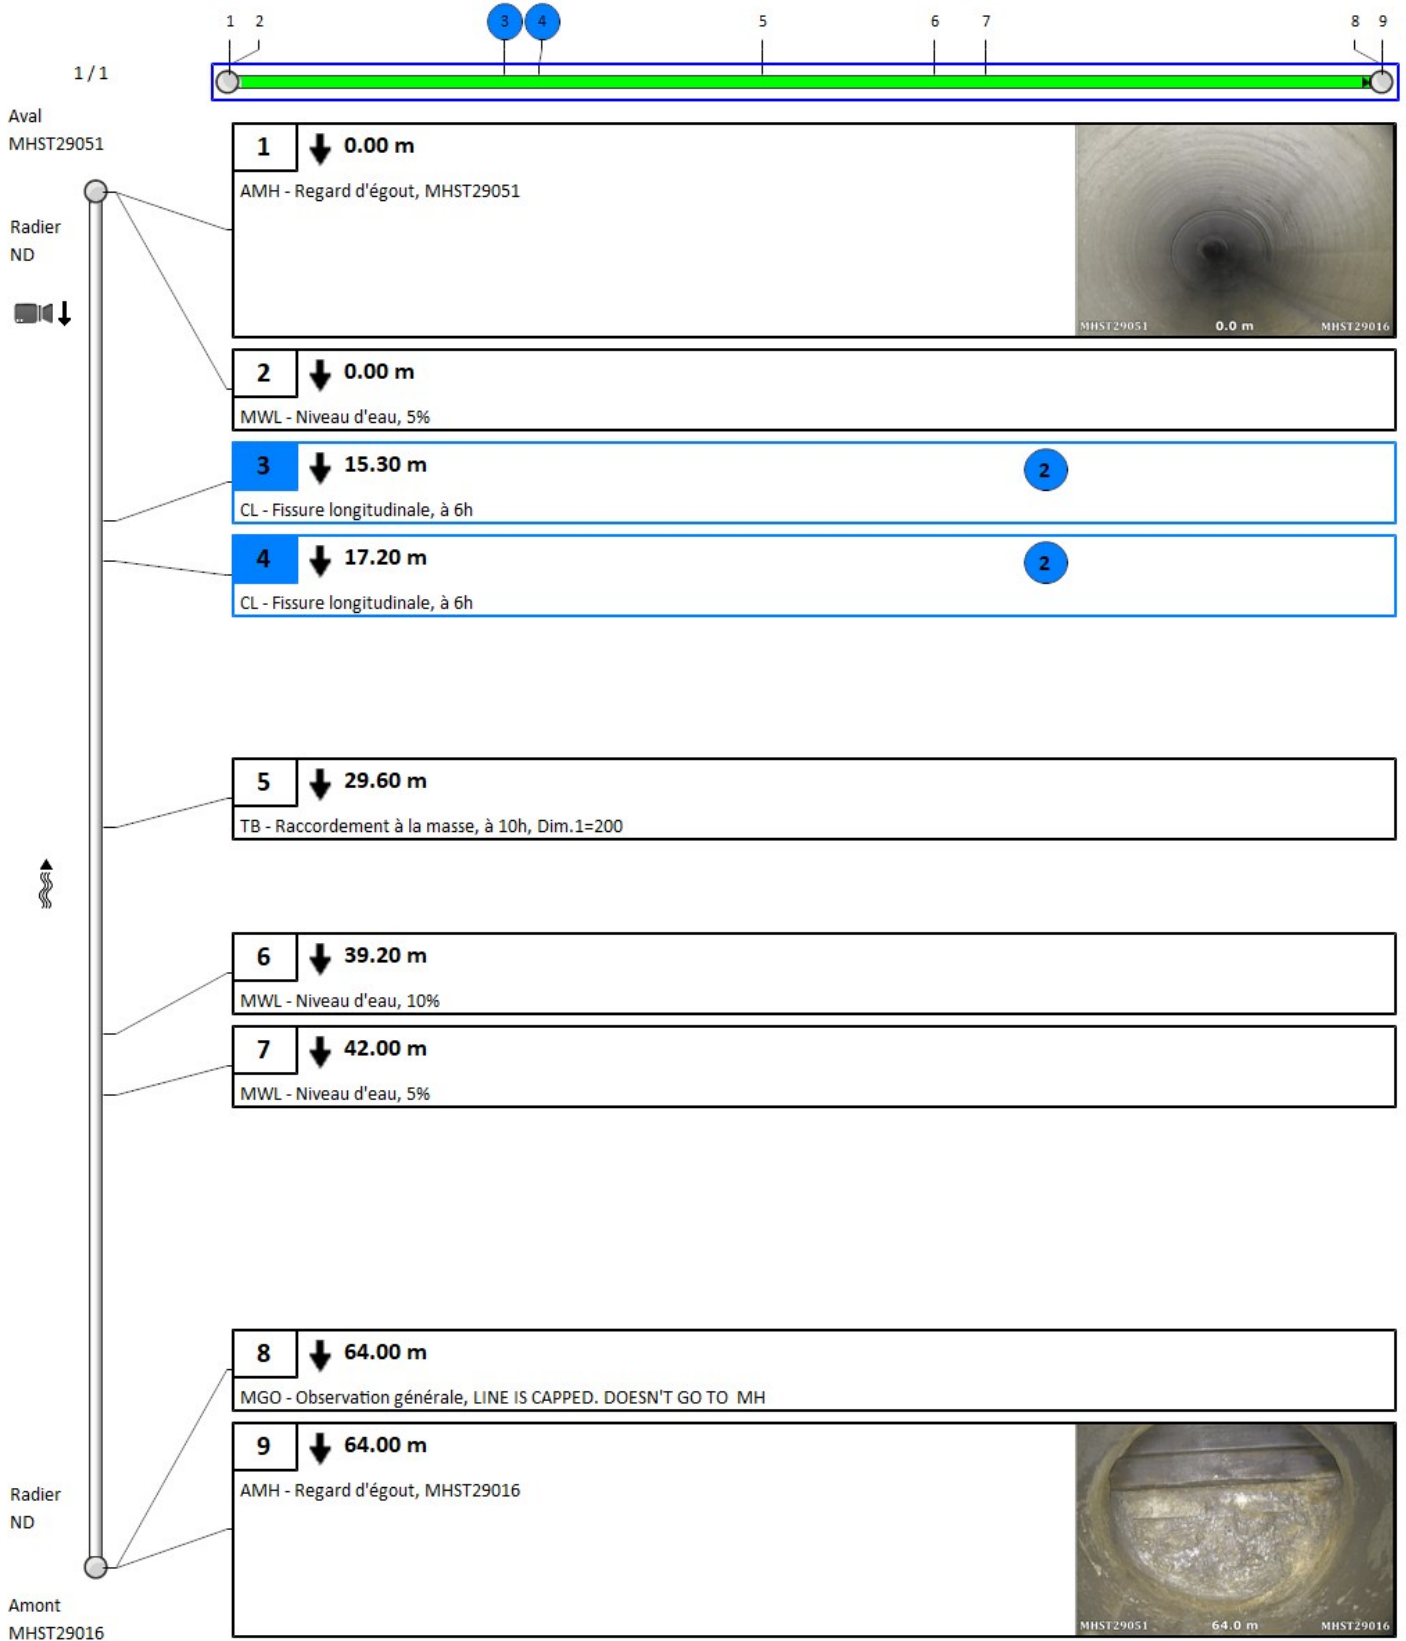 1 2 3 4 5 6 7 8 9
1 / 1
Aval
MHST29051
Radier
ND
1 0.00 m
AMH - Regard d'égout, MHST29051
MHST29051 0.0 m MHST29016
2 0.00 m
MWL - Niveau d'eau, 5%
3 15.30 m 2
CL - Fissure longitudinale, à 6h
4 17.20 m 2
CL - Fissure longitudinale, à 6h
5 29.60 m
TB - Raccordement à la masse, à 10h, Dim.1=200
6 39.20 m
MWL - Niveau d'eau, 10%
7 42.00 m
MWL - Niveau d'eau, 5%
8 64.00 m
MGO - Observation générale, LINE IS CAPPED. DOESN'T GO TO MH
9 64.00 m
AMH - Regard d'égout, MHST29016
MHST29051 64.0 m MHST29016
Radier
ND
Amont
MHST29016